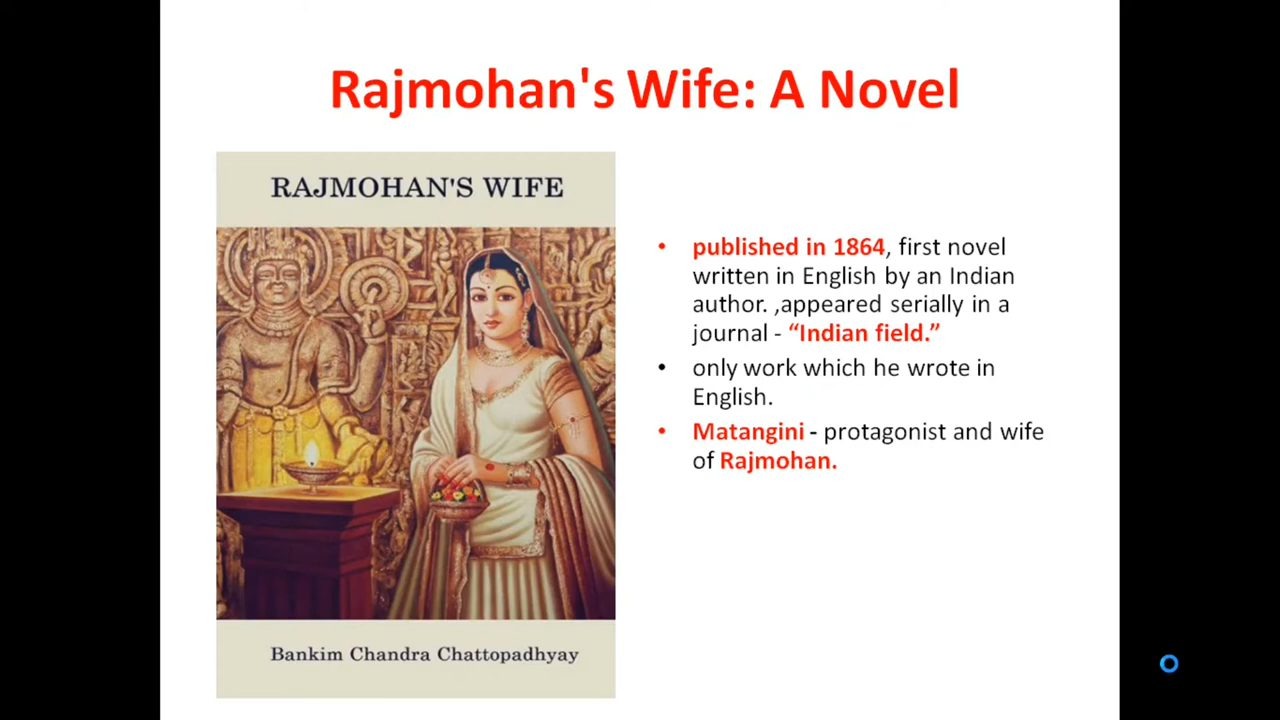 Rajmohan's Wife: A Novel
RAJMOHAN'S WIFE
Bankim Chandra Chattopadhyay
• published in 1864, first novel
written in English by an Indian
author. ,appeared serially in a
journal - “Indian field.”
• only work which he wrote in
English.
• Matangini - protagonist and wife
of Rajmohan.